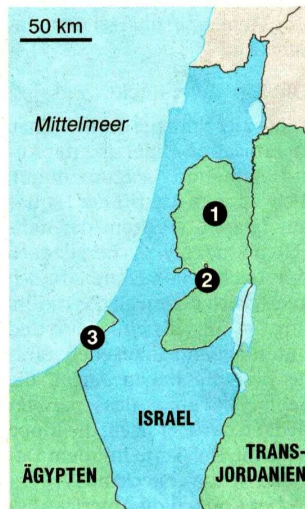 50 km
Mittelmeer
1
2
3
ISRAEL
ÄGYPTEN
TRANS-
JORDANIEN